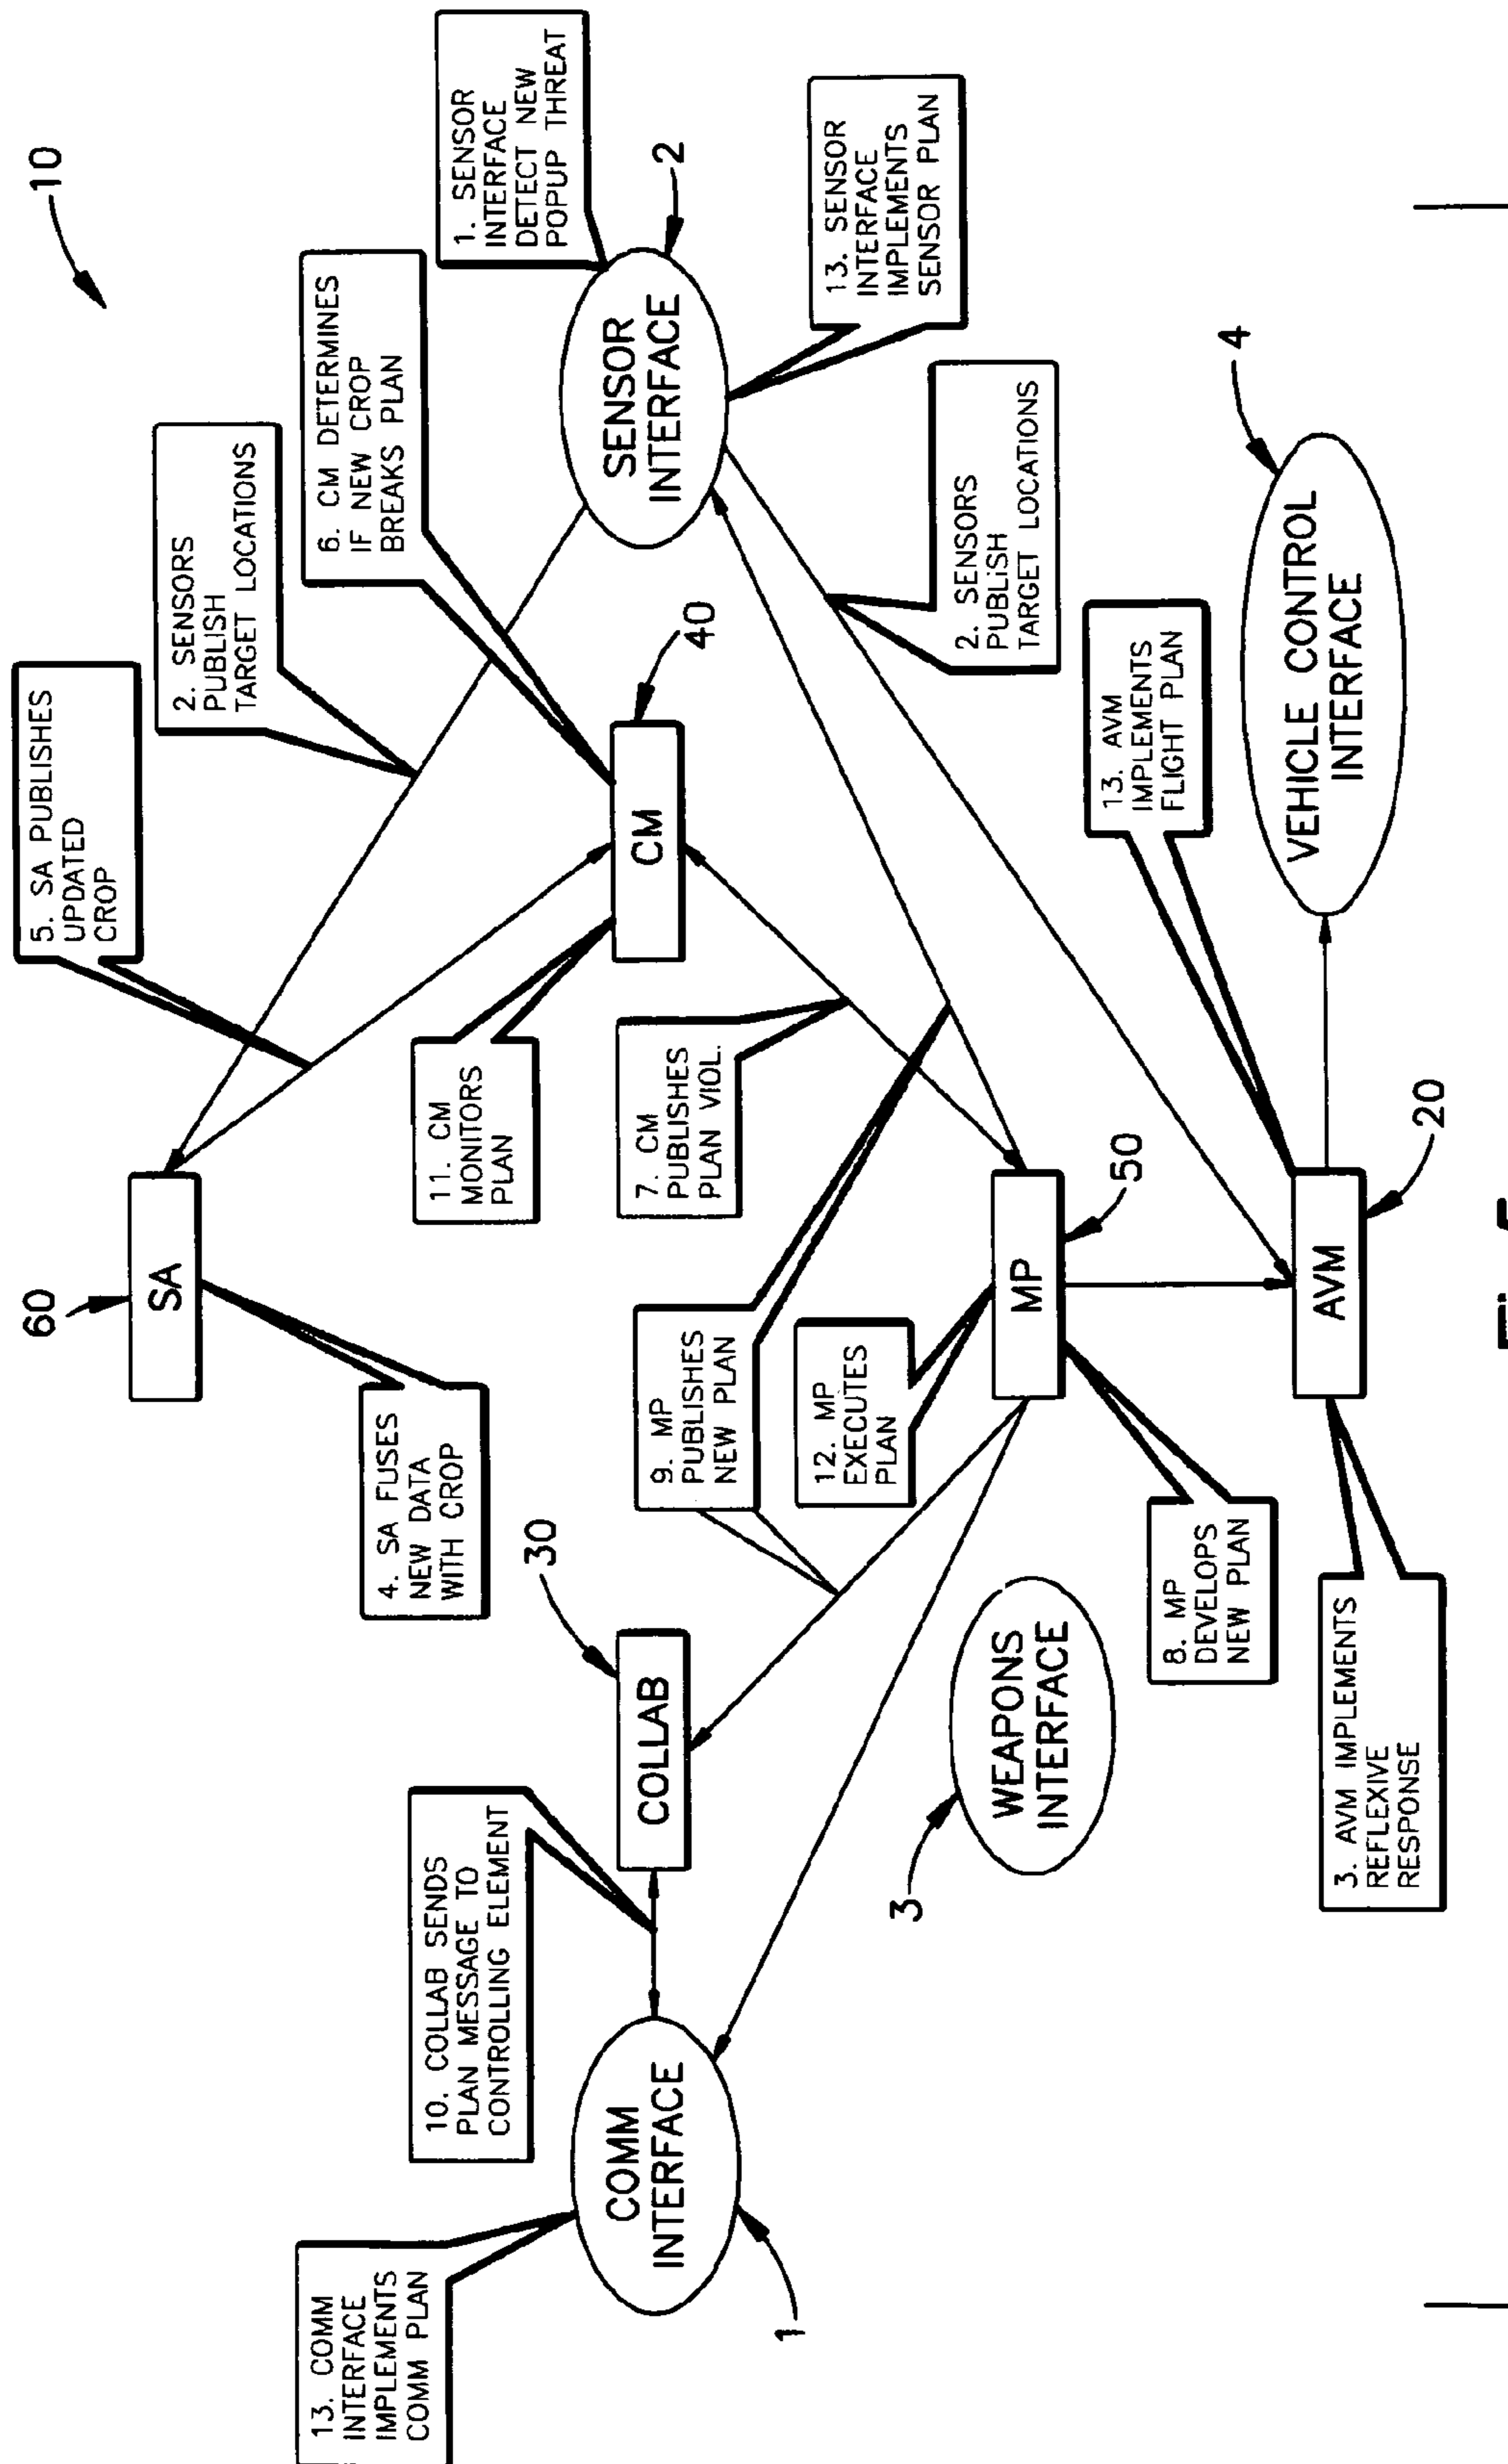 10
60
SA
5. SA PUBLISHES
UPDATED
CROP
2. SENSORS
PUBLISH
TARGET LOCATIONS
6. CM DETERMINES
IF NEW CROP
BREAKS PLAN
1. SENSOR
INTERFACE
DETECT NEW
POPUP THREAT
4. SA FUSES
NEW DATA
WITH CROP
11. CM
MONITORS
PLAN
CM
40
SENSOR
INTERFACE
2
13. COMM
INTERFACE
IMPLEMENTS
COMM PLAN
10. COLLAB SENDS
PLAN MESSAGE TO
CONTROLLING ELEMENT
COMM
INTERFACE
1
COLLAB
30
7. CM
PUBLISHES
PLAN VIOL.
9. MP
PUBLISHES
NEW PLAN
13. SENSOR
INTERFACE
IMPLEMENTS
SENSOR PLAN
12. MP
EXECUTES
PLAN
2. SENSORS
PUBLISH
TARGET LOCATIONS
3
WEAPONS
INTERFACE
MP
50
8. MP
DEVELOPS
NEW PLAN
13. AVM
IMPLEMENTS
FLIGHT PLAN
4
VEHICLE CONTROL
INTERFACE
3. AVM IMPLEMENTS
REFLEXIVE
RESPONSE
AVM
20